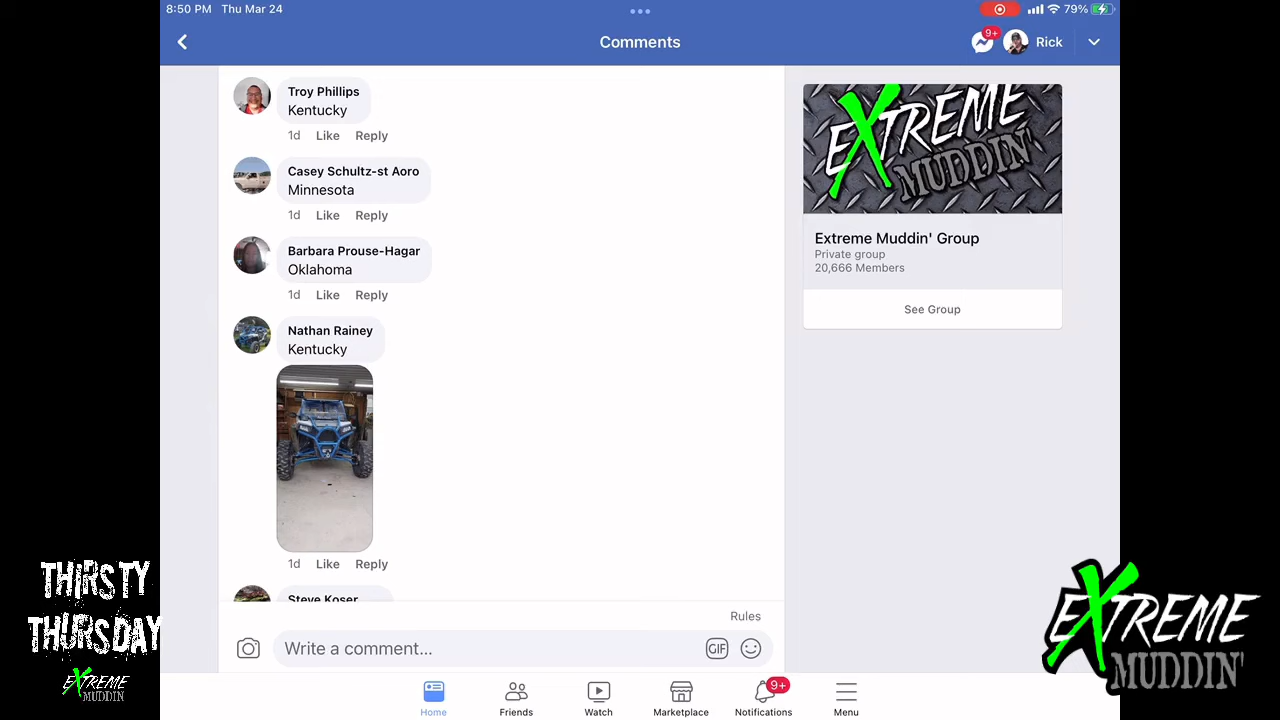 8:50 PM Thu Mar 24
79%
Comments
9+
Rick
Troy Phillips
Kentucky
1d Like Reply
Casey Schultz-st Aoro
Minnesota
1d Like Reply
Barbara Prouse-Hagar
Oklahoma
1d Like Reply
Nathan Rainey
Kentucky
1d Like Reply
Steve Koser
EXTREME
MUDDIN'
Extreme Muddin' Group
Private group
20,666 Members
See Group
Rules
Write a comment...
GIF
Home
Friends
Watch
Marketplace
9+
Notifications
Menu
THIRSTY
THURSDAY
EXTREME
MUDDIN'
EXTREME
MUDDIN'